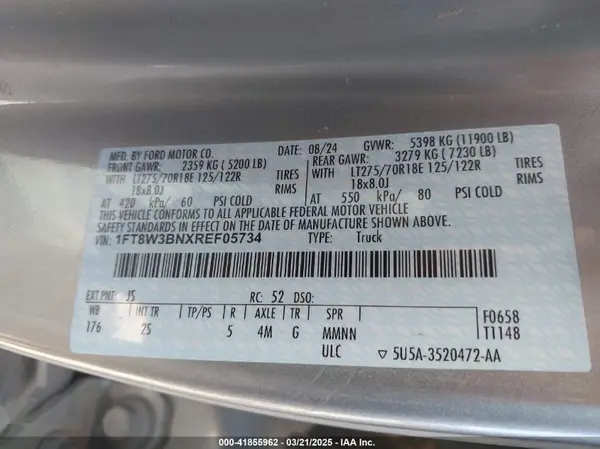 MFD. BY FORD MOTOR CO. DATE: 08/24 GVWR: 5398 KG (11900 LB)
FRONT GAWR: 2359 KG (5200 LB) REAR GAWR: 3279 KG (7230 LB)
WITH LT275/70R18E 125/122R TIRES WITH LT275/70R18E 125/122R TIRES
18x8.0J RIMS 18x8.0J RIMS
AT 420 kPa/ 60 PSI COLD AT 550 kPa/ 80 PSI COLD
THIS VEHICLE CONFORMS TO ALL APPLICABLE FEDERAL MOTOR VEHICLE
SAFETY STANDARDS IN EFFECT ON THE DATE OF MANUFACTURE SHOWN ABOVE.
VIN: 1FT8W3BNXREF05734 TYPE: Truck
EXT PNT: JS RC: 52 DSO:
WB INT TR TP/PS R AXLE TR SPR F0658
176 25 5 4M G MMNN T1148
ULC ▽ 5U5A-3520472-AA
000-41855962 - 03/21/2025 - IAA Inc.